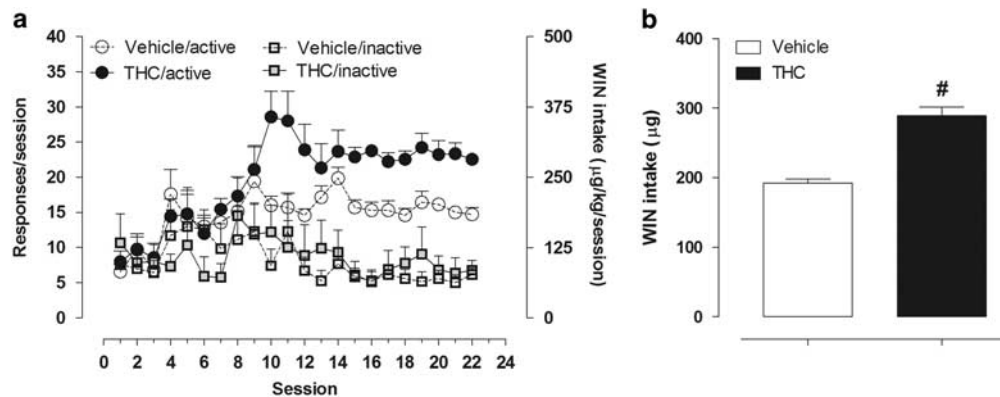 a
Vehicle/active
THC/active
Vehicle/inactive
THC/inactive
Responses/session
40
35
30
25
20
15
10
5
0
WIN intake (µg/kg/session)
500
375
250
125
0
0 2 4 6 8 10 12 14 16 18 20 22 24
Session
b
Vehicle
THC
WIN intake (µg)
400
300
200
100
0
#